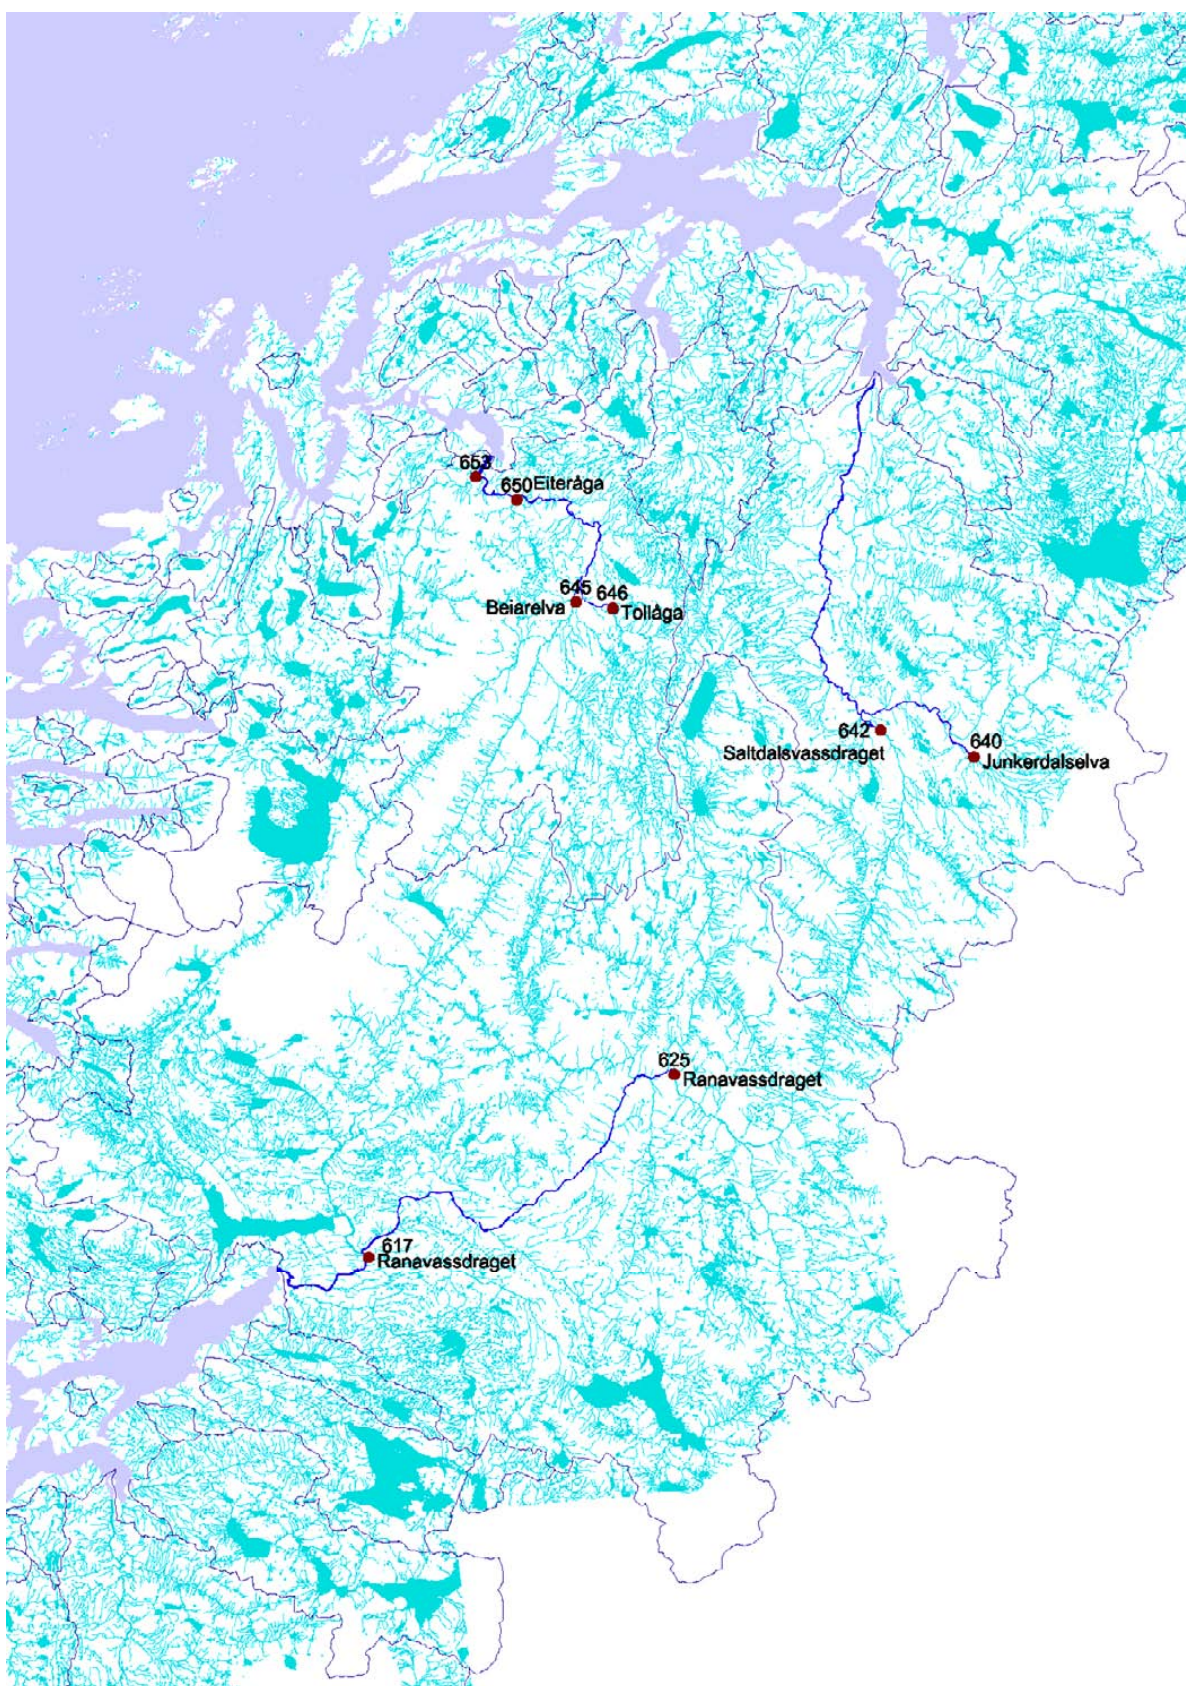 653
650
Eiteråga
645
646
Beiarelva
Tollåga
642
Saltdalsvassdraget
640
Junkerdalselva
625
Ranavassdraget
617
Ranavassdraget